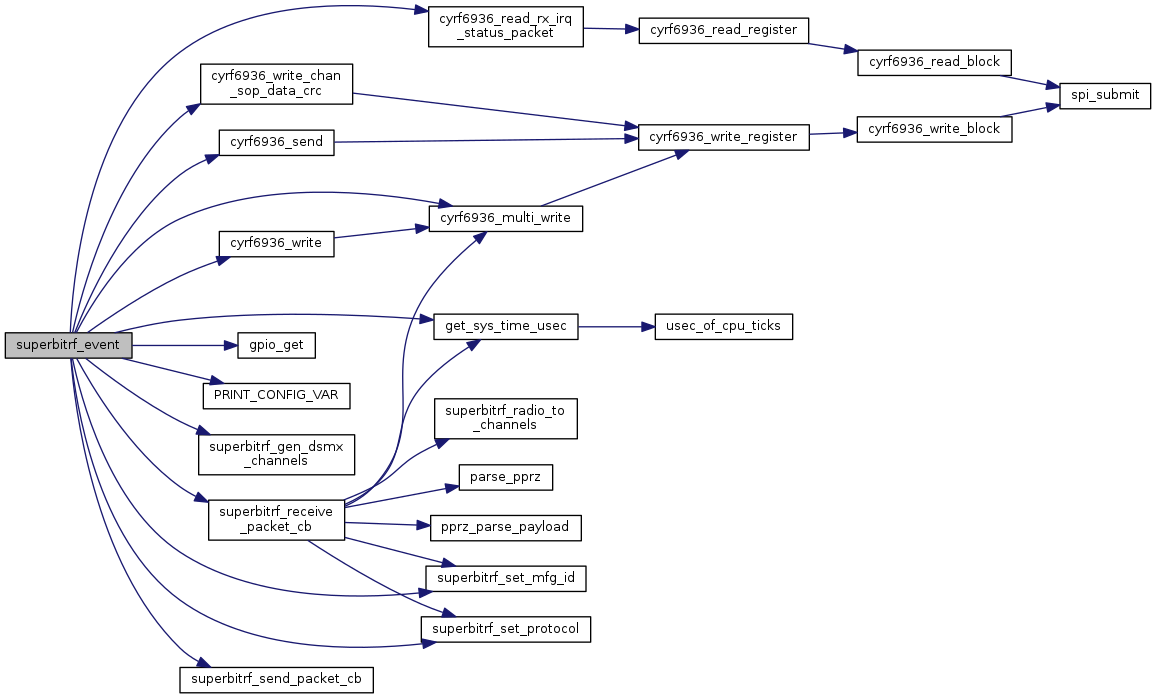 cyrf6936_read_rx_irq
_status_packet
cyrf6936_read_register
cyrf6936_read_block
cyrf6936_write_chan
_sop_data_crc
spi_submit
cyrf6936_send
cyrf6936_write_register
cyrf6936_write_block
cyrf6936_multi_write
cyrf6936_write
get_sys_time_usec
usec_of_cpu_ticks
superbitrf_event
gpio_get
PRINT_CONFIG_VAR
superbitrf_radio_to
_channels
superbitrf_gen_dsmx
_channels
parse_pprz
superbitrf_receive
_packet_cb
pprz_parse_payload
superbitrf_set_mfg_id
superbitrf_set_protocol
superbitrf_send_packet_cb